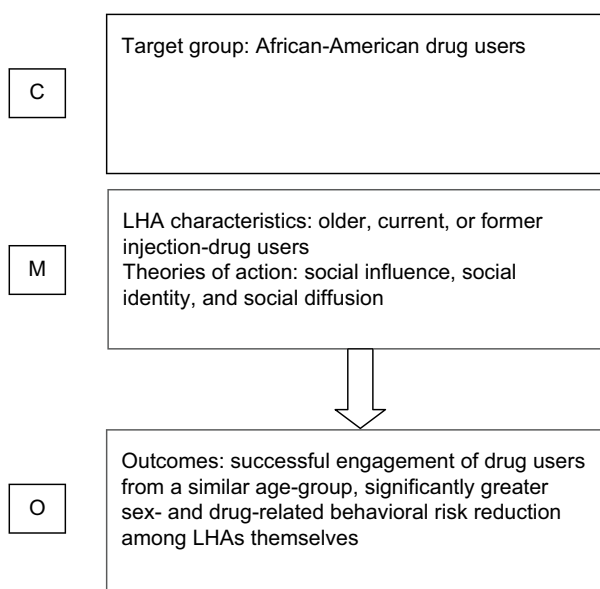 C
Target group: African-American drug users
M
LHA characteristics: older, current, or former
injection-drug users
Theories of action: social influence, social
identity, and social diffusion
O
Outcomes: successful engagement of drug users
from a similar age-group, significantly greater
sex- and drug-related behavioral risk reduction
among LHAs themselves